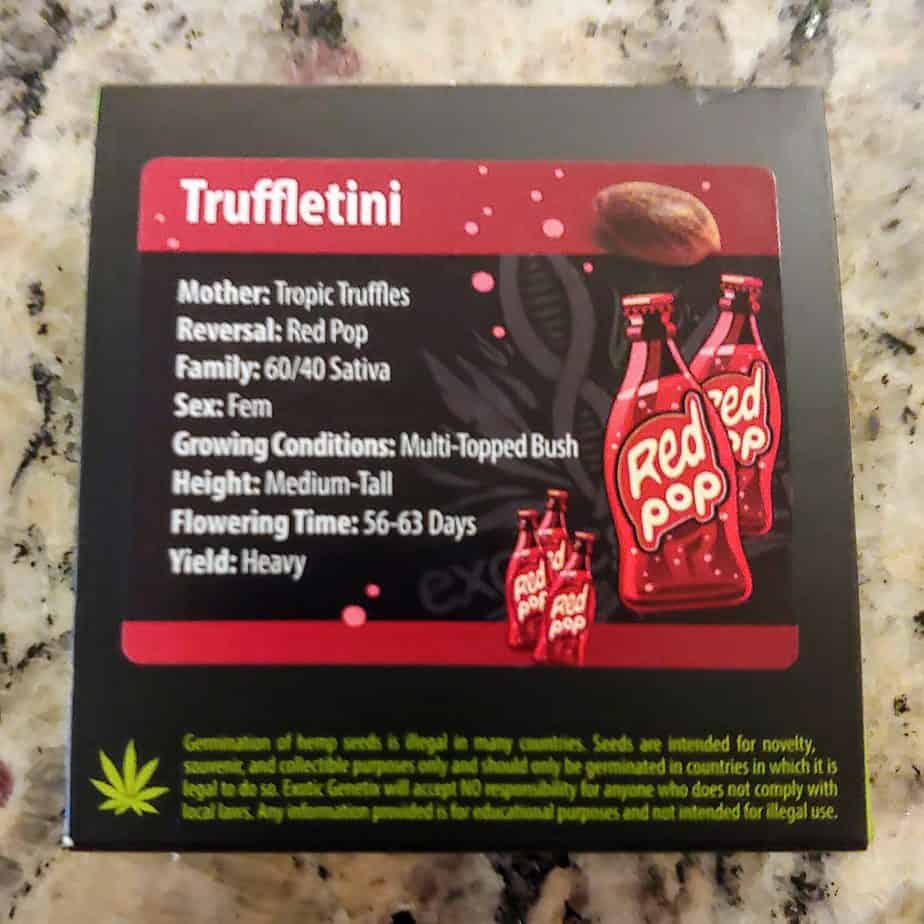 Truffletini
Mother: Tropic Truffles
Reversal: Red Pop
Family: 60/40 Sativa
Sex: Fem
Growing Conditions: Multi-Topped Bush
Height: Medium-Tall
Flowering Time: 56-63 Days
Yield: Heavy
Red
pop
Red
pop
Red
pop
Germination of hemp seeds is illegal in many countries. Seeds are intended for novelty,
souvenir, and collectible purposes only and should only be germinated in countries in which it is
legal to do so. Exotic Genetix will accept NO responsibility for anyone who does not comply with
local laws. Any information provided is for educational purposes and not intended for illegal use.